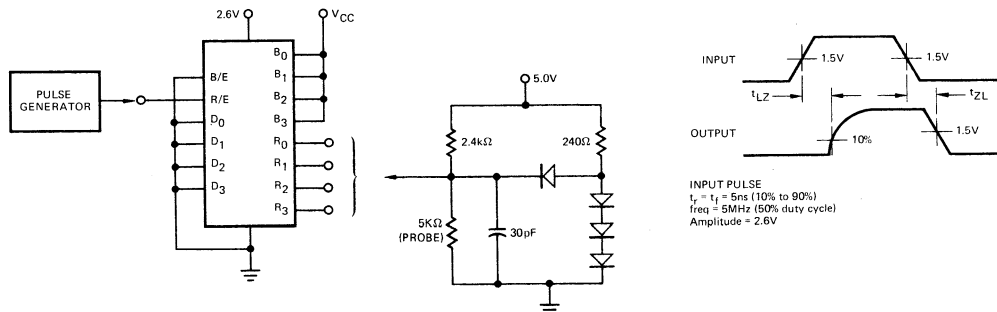 2.6V
V_CC
PULSE
GENERATOR
B/E
R/E
D0
D1
D2
D3
B0
B1
B2
B3
R0
R1
R2
R3
5.0V
2.4kΩ
240Ω
5KΩ
(PROBE)
30pF
INPUT
1.5V
1.5V
tLZ
tZL
OUTPUT
10%
1.5V
INPUT PULSE
tr = tf = 5ns (10% to 90%)
freq = 5MHz (50% duty cycle)
Amplitude = 2.6V